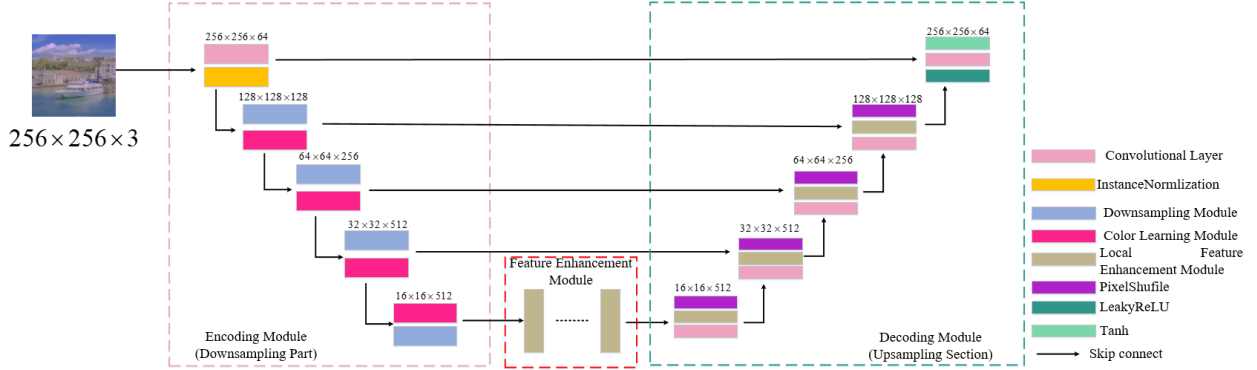 256×256×3
256×256×64
128×128×128
64×64×256
32×32×512
16×16×512
Encoding Module
(Downsampling Part)
Feature Enhancement
Module
256×256×64
128×128×128
64×64×256
32×32×512
16×16×512
Decoding Module
(Upsampling Section)
Convolutional Layer
InstanceNormlization
Downsampling Module
Color Learning Module
Local Feature
Enhancement Module
PixelShufile
LeakyReLU
Tanh
Skip connect